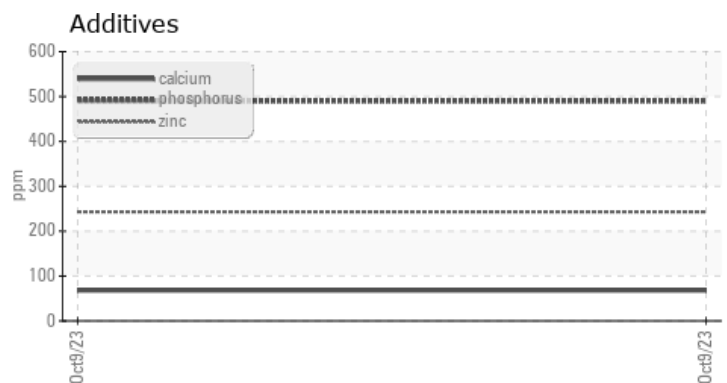 Additives
600
500
400
300
200
100
0
ppm
calcium
phosphorus
zinc
Oct9/23
Oct9/23